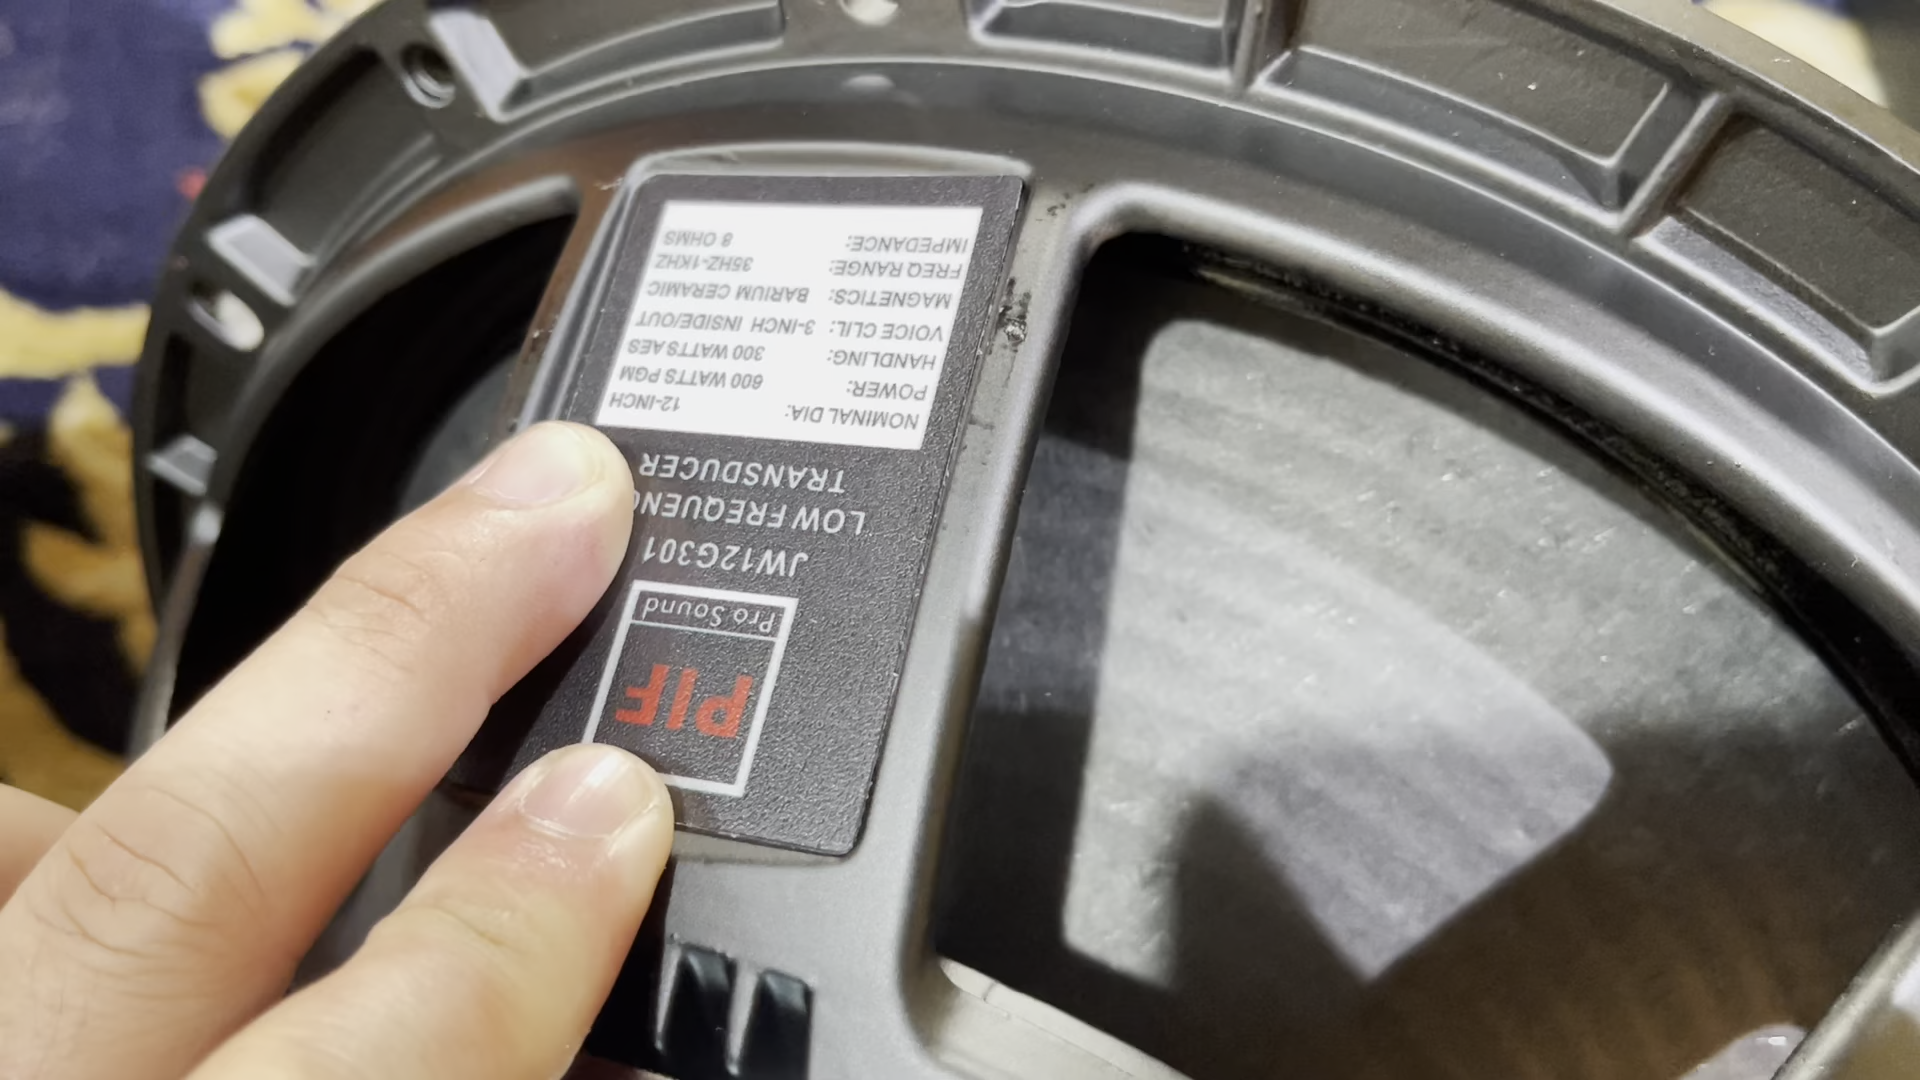 PIF
Pro Sound
JW12G301
LOW FREQUENC
TRANSDUCER
NOMINAL DIA: 12-INCH
POWER: 600 WATTS PGM
HANDLING: 300 WATTS AES
VOICE CLIL: 3-INCH INSIDE/OUT
MAGNETICS: BARIUM CERAMIC
FREQ RANGE: 35HZ-1KHZ
IMPEDANCE: 8 OHMS